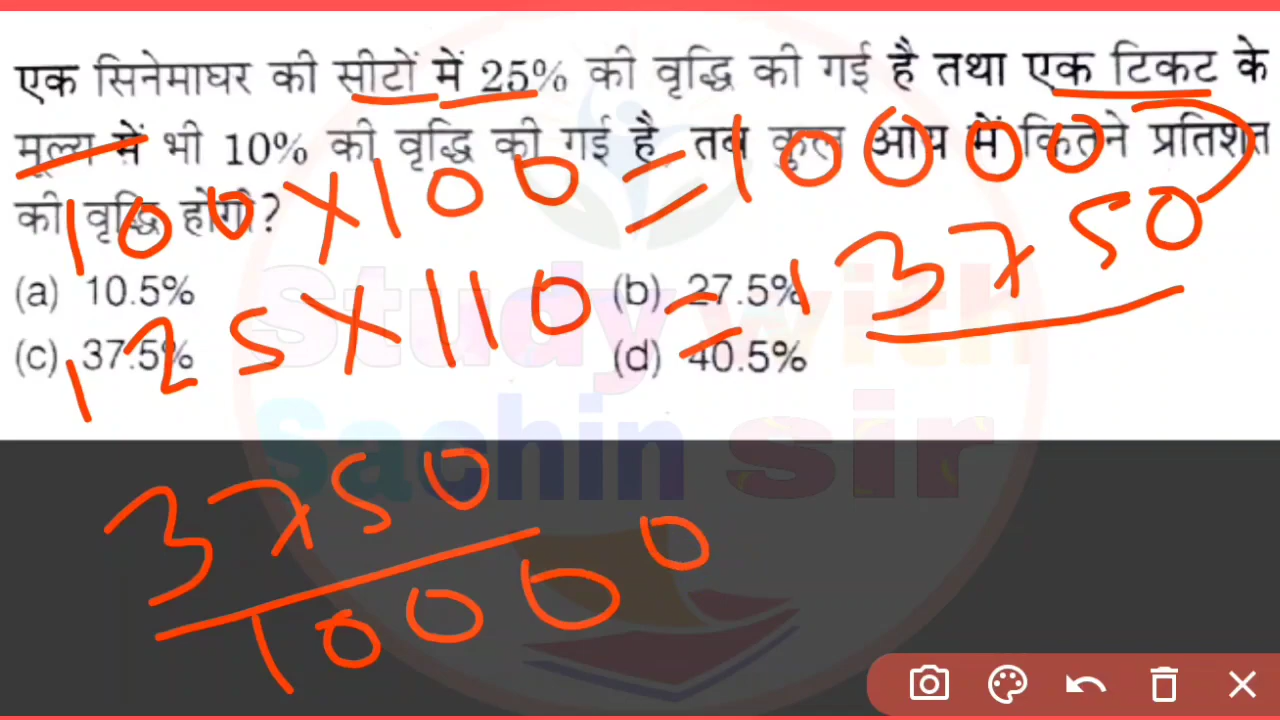 एक सिनेमाघर की सीटों में 25% की वृद्धि की गई है तथा एक टिकट के
मूल्य में भी 10% की वृद्धि की गई है, तब कुल आय में कितने प्रतिशत
100 × 100 = 10000
की वृद्धि होगी?
(a) 10.5%
(b) 27.5%
125 × 110 = 13750
(c) 37.5%
(d) 40.5%
Study with
Sachin sir
3750
10000